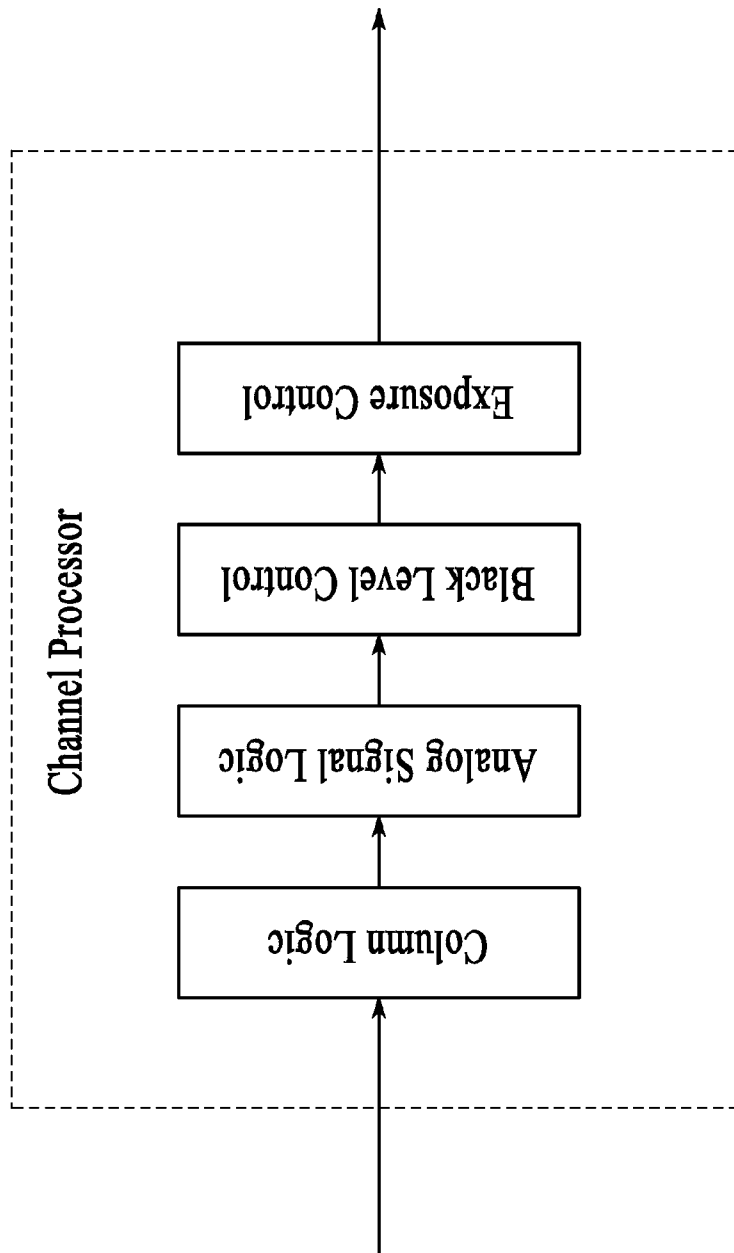 Channel Processor
Column Logic
Analog Signal Logic
Black Level Control
Exposure Control